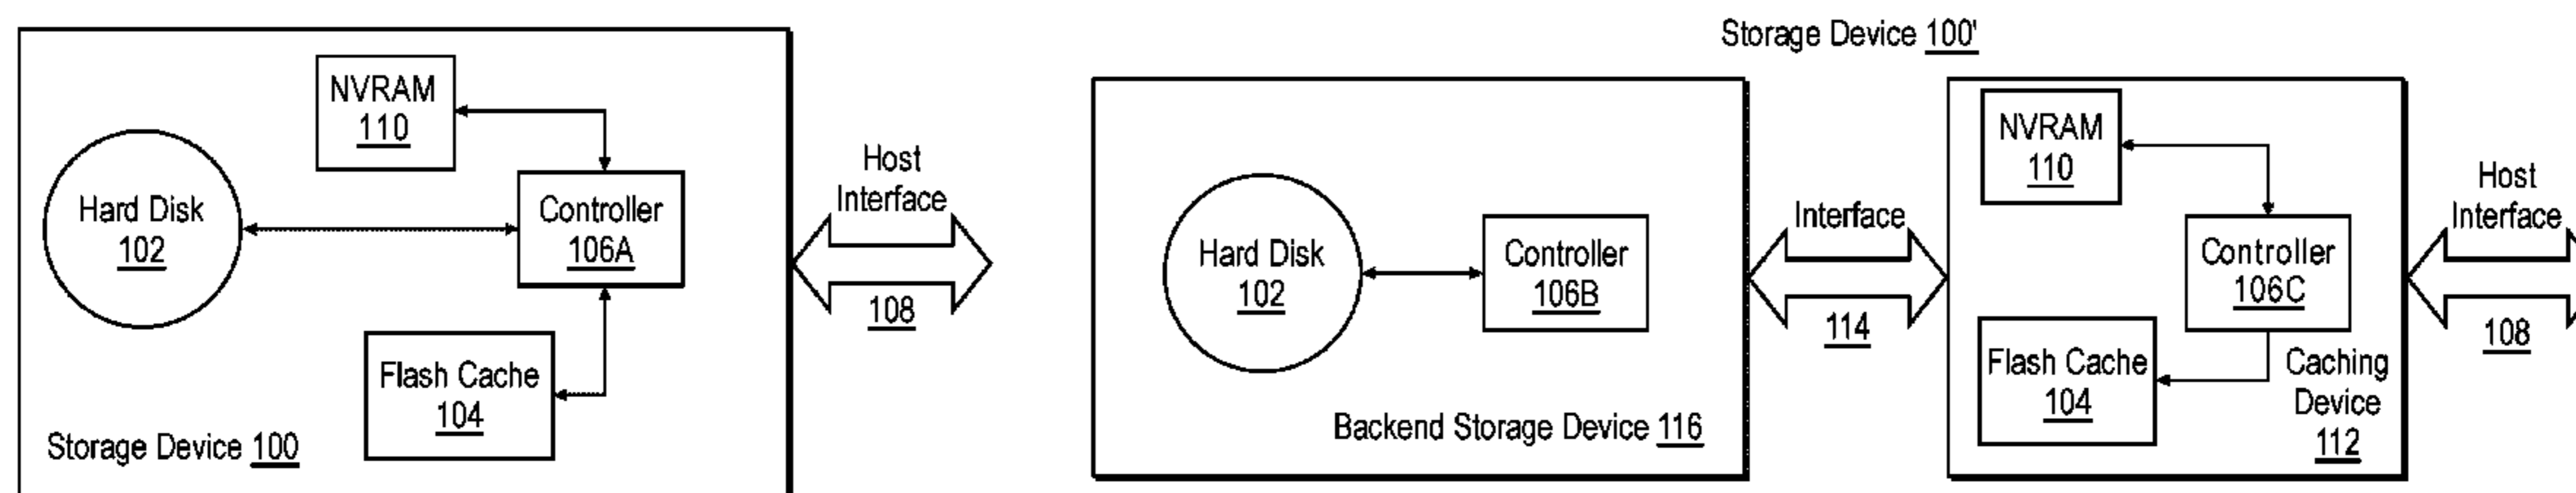 NVRAM
110
Hard Disk
102
Controller
106A
Flash Cache
104
Storage Device 100
Host
Interface
108
Storage Device 100'
Hard Disk
102
Controller
106B
Backend Storage Device 116
Interface
114
NVRAM
110
Controller
106C
Flash Cache
104
Caching
Device
112
Host
Interface
108